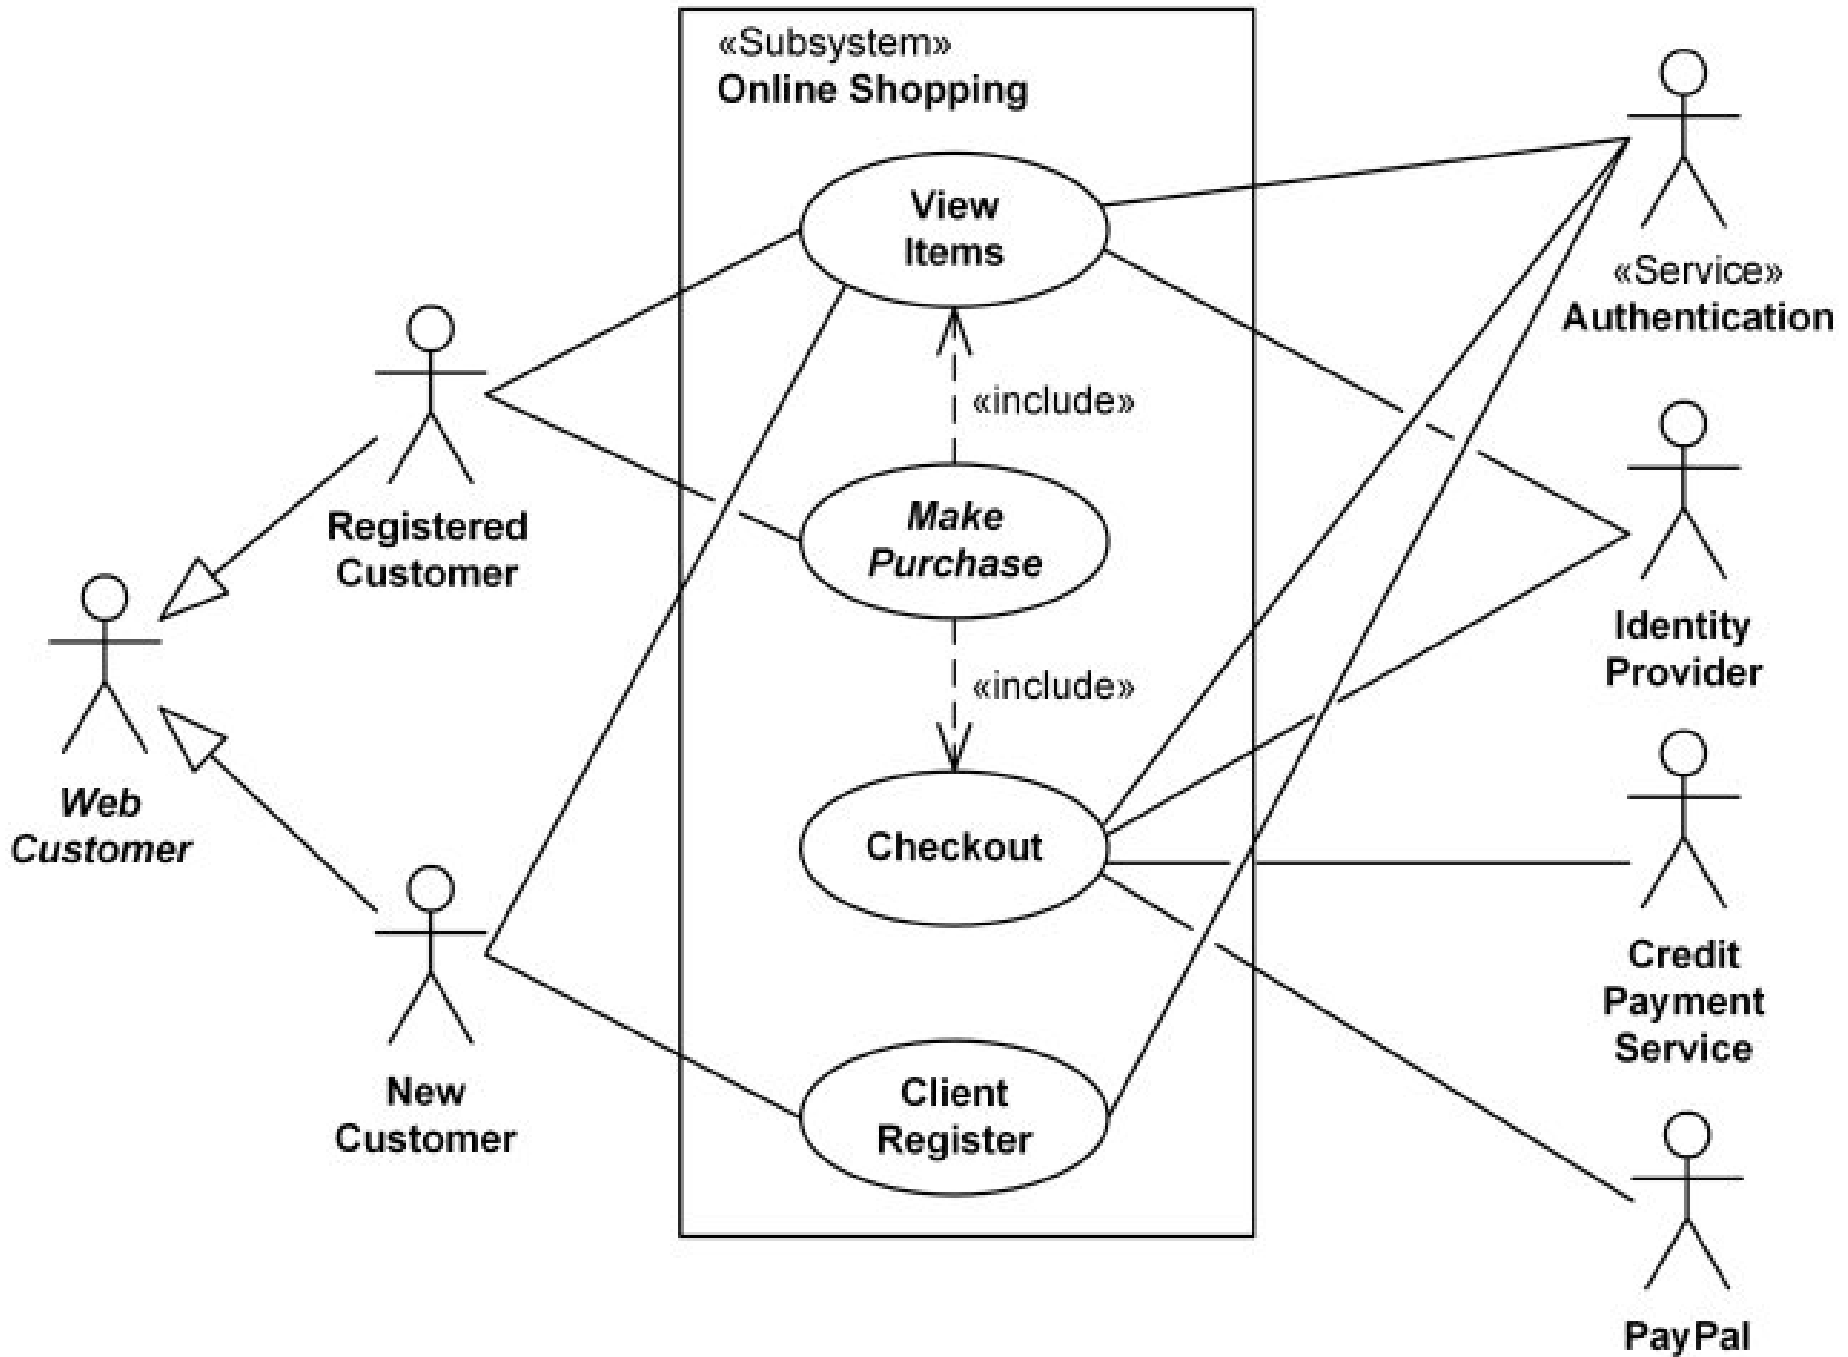 «Subsystem»
Online Shopping
View
Items
«include»
Make
Purchase
«include»
Checkout
Client
Register
Registered
Customer
Web
Customer
New
Customer
«Service»
Authentication
Identity
Provider
Credit
Payment
Service
PayPal